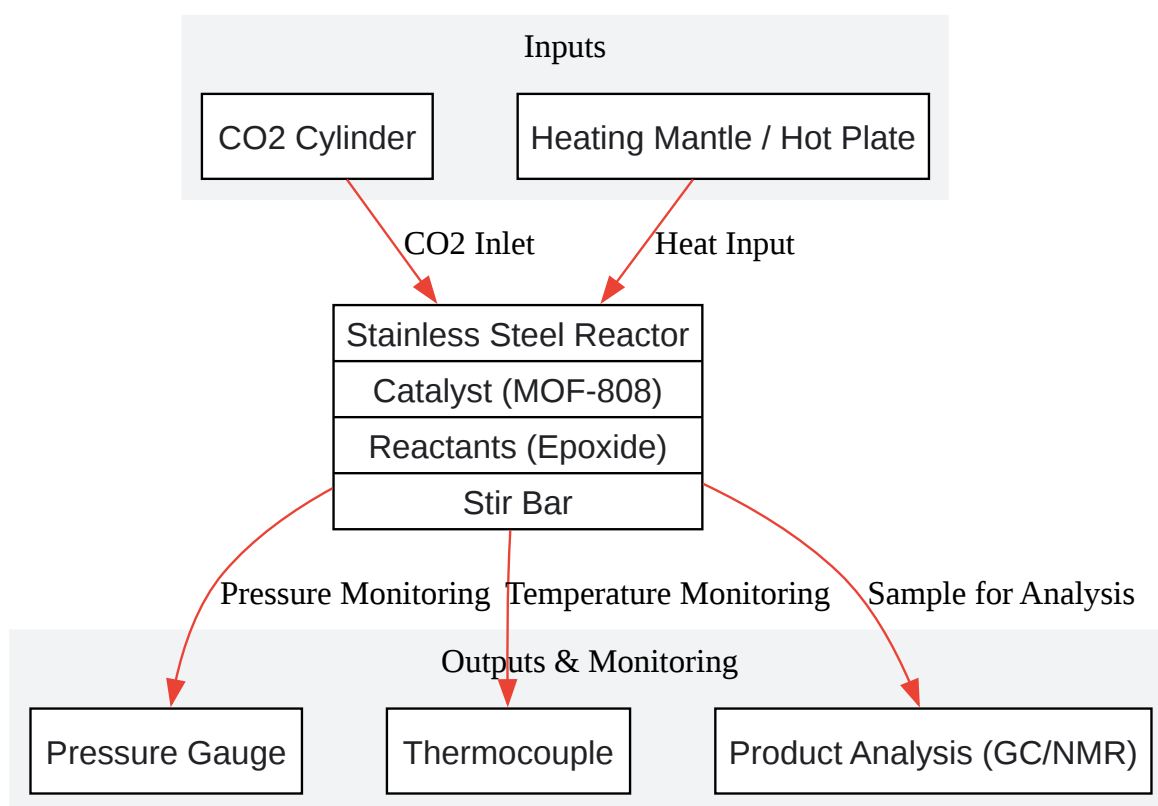 Inputs
CO2 Cylinder
Heating Mantle / Hot Plate
CO2 Inlet
Heat Input
Stainless Steel Reactor
Catalyst (MOF-808)
Reactants (Epoxide)
Stir Bar
Pressure Monitoring
Temperature Monitoring
Sample for Analysis
Outputs & Monitoring
Pressure Gauge
Thermocouple
Product Analysis (GC/NMR)